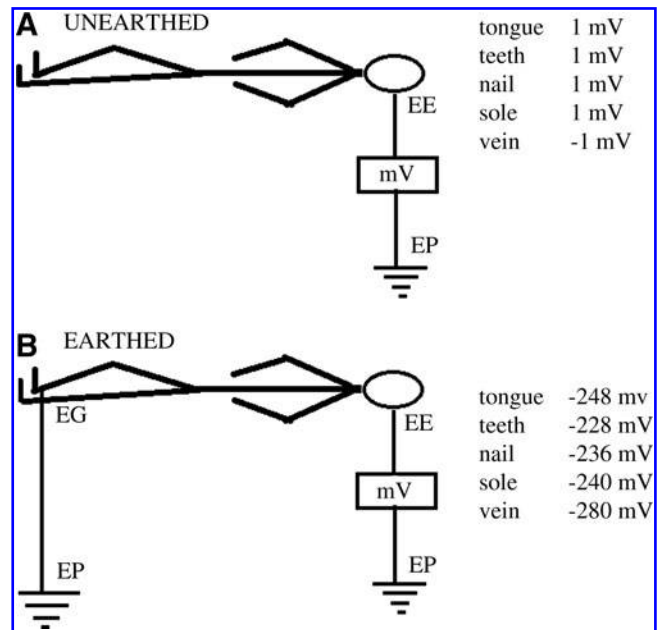 A UNEARTHED
tongue 1 mV
teeth 1 mV
nail 1 mV
sole 1 mV
vein -1 mV
EE
mV
EP
B EARTHED
EG
EP
EE
mV
EP
tongue -248 mv
teeth -228 mV
nail -236 mV
sole -240 mV
vein -280 mV